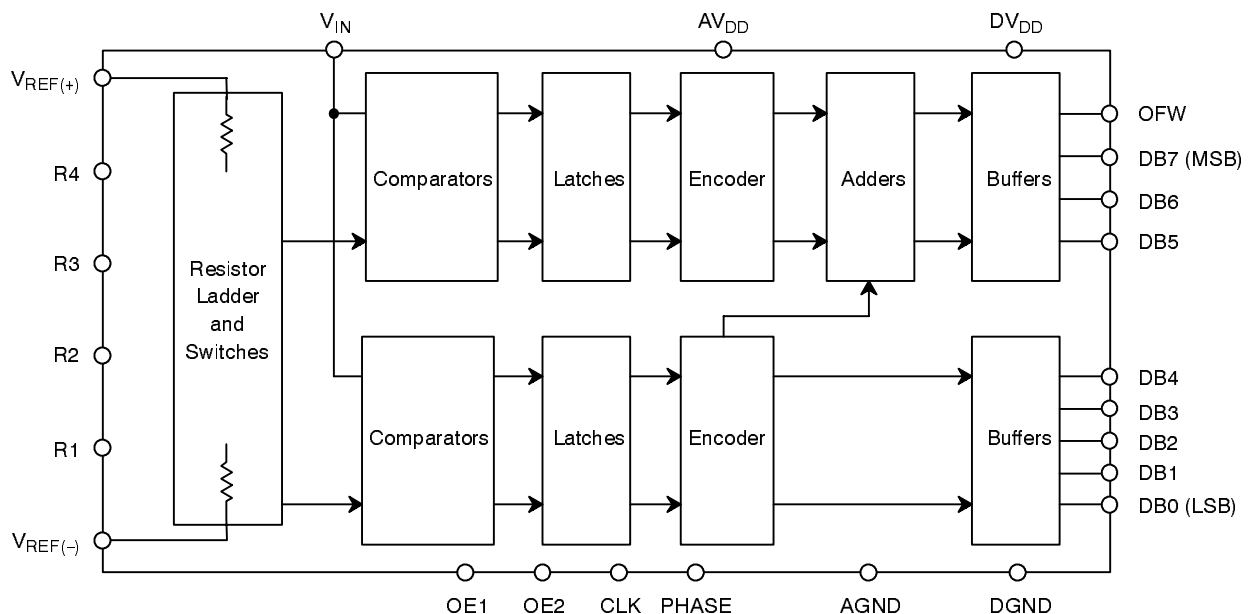 VIN
AVDD
DVDD
VREF(+)
R4
R3
R2
R1
VREF(–)
Resistor
Ladder
and
Switches
Comparators
Latches
Encoder
Adders
Buffers
OFW
DB7 (MSB)
DB6
DB5
Comparators
Latches
Encoder
Buffers
DB4
DB3
DB2
DB1
DB0 (LSB)
OE1
OE2
CLK
PHASE
AGND
DGND